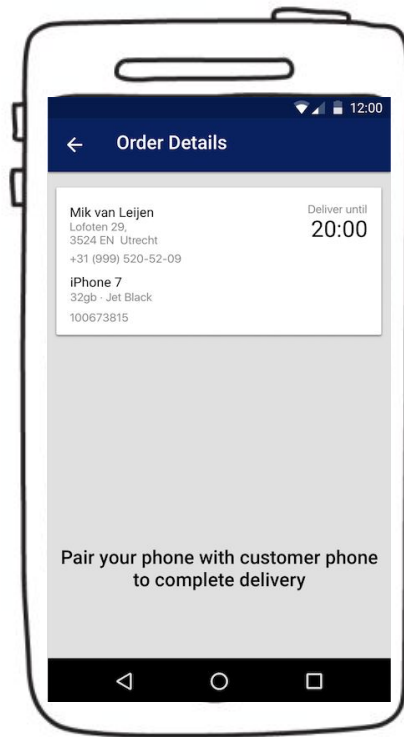 12:00
Order Details
Mik van Leijen
Deliver until
Lofoten 29,
20:00
3524 EN Utrecht
+31 (999) 520-52-09
iPhone 7
32gb · Jet Black
100673815
Pair your phone with customer phone
to complete delivery